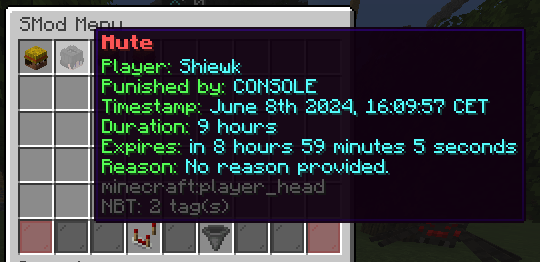 SMod Menu
Mute
Player: Shiewk
Punished by: CONSOLE
Timestamp: June 8th 2024, 16:09:57 CET
Duration: 9 hours
Expires: in 8 hours 59 minutes 5 seconds
Reason: No reason provided.
minecraft:player_head
NBT: 2 tag(s)